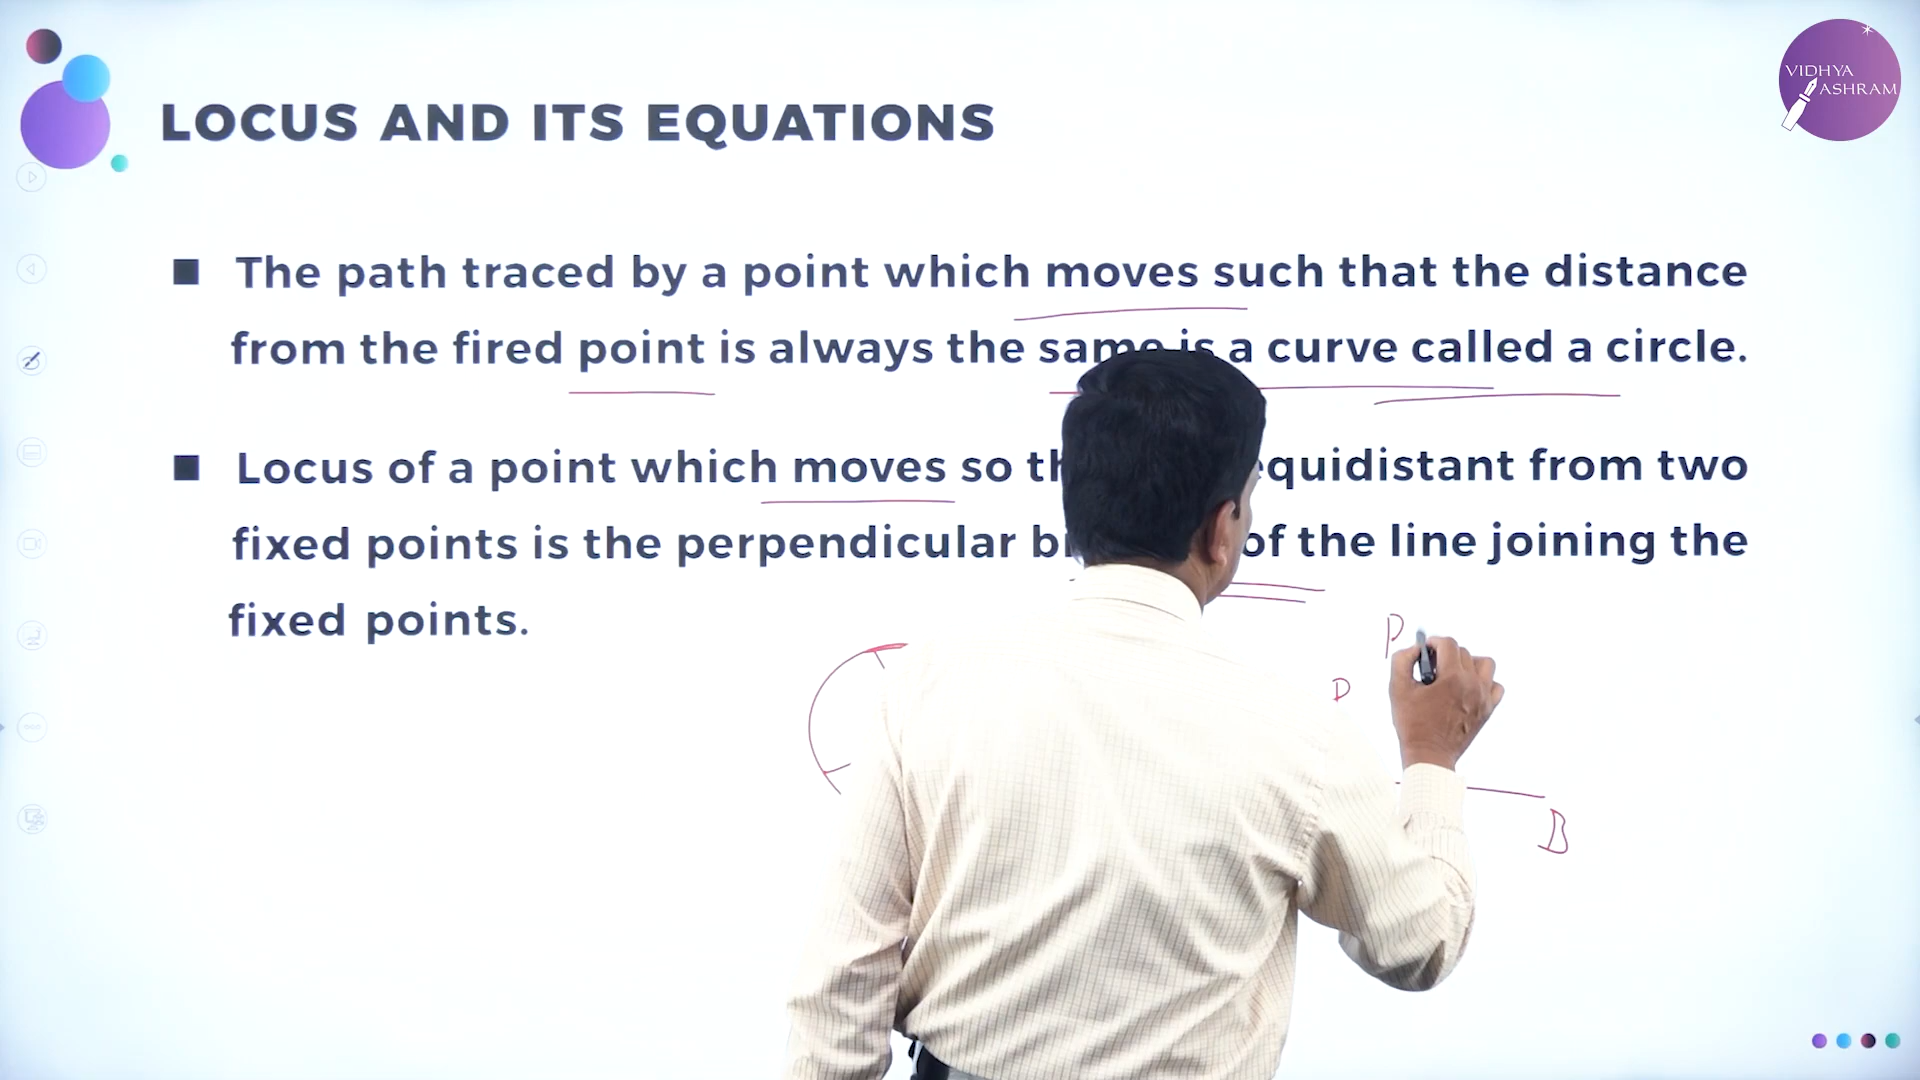 VIDHYA
ASHRAM
LOCUS AND ITS EQUATIONS
The path traced by a point which moves such that the distance
from the fired point is always the same is a curve called a circle.
Locus of a point which moves so equidistant from two
fixed points is the perpendicular of the line joining the
fixed points.
P
D
B